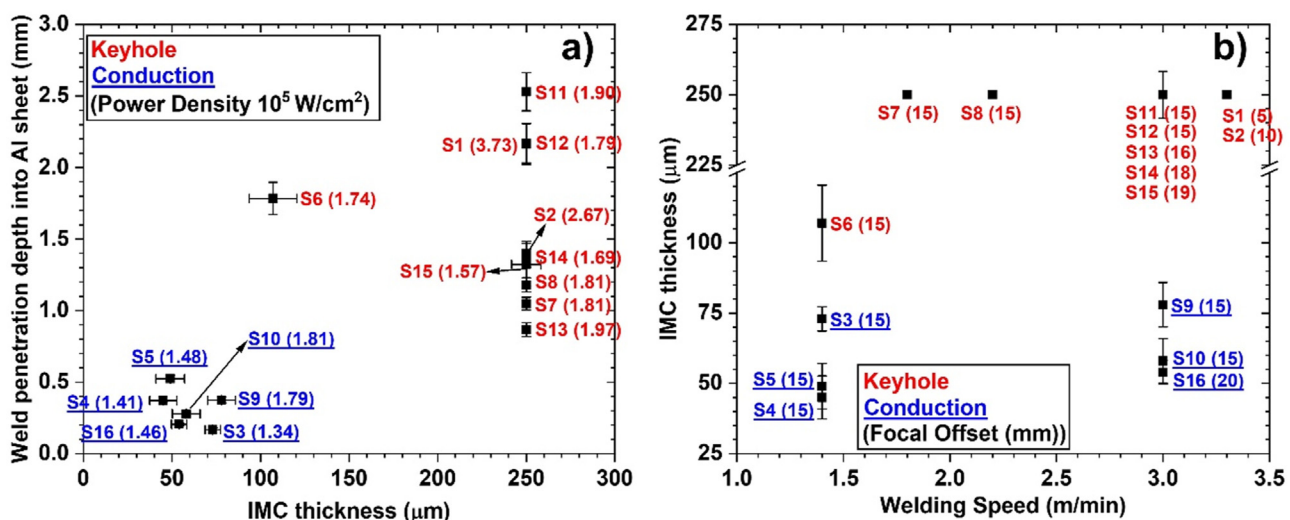 a)
Keyhole
Conduction
(Power Density 10⁵ W/cm²)
Weld penetration depth into Al sheet (mm)
3.0
2.5
2.0
1.5
1.0
0.5
0.0
S11 (1.90)
S1 (3.73)
S12 (1.79)
S6 (1.74)
S2 (2.67)
S14 (1.69)
S15 (1.57)
S8 (1.81)
S7 (1.81)
S13 (1.97)
S10 (1.81)
S5 (1.48)
S4 (1.41)
S9 (1.79)
S16 (1.46)
S3 (1.34)
0 50 100 150 200 250 300
IMC thickness (μm)
b)
IMC thickness (μm)
275
250
225
100
75
50
25
S7 (15)
S8 (15)
S11 (15)
S12 (15)
S13 (16)
S14 (18)
S15 (19)
S1 (5)
S2 (10)
S6 (15)
S3 (15)
S9 (15)
S5 (15)
S4 (15)
S10 (15)
S16 (20)
Keyhole
Conduction
(Focal Offset (mm))
1.0 1.5 2.0 2.5 3.0 3.5
Welding Speed (m/min)